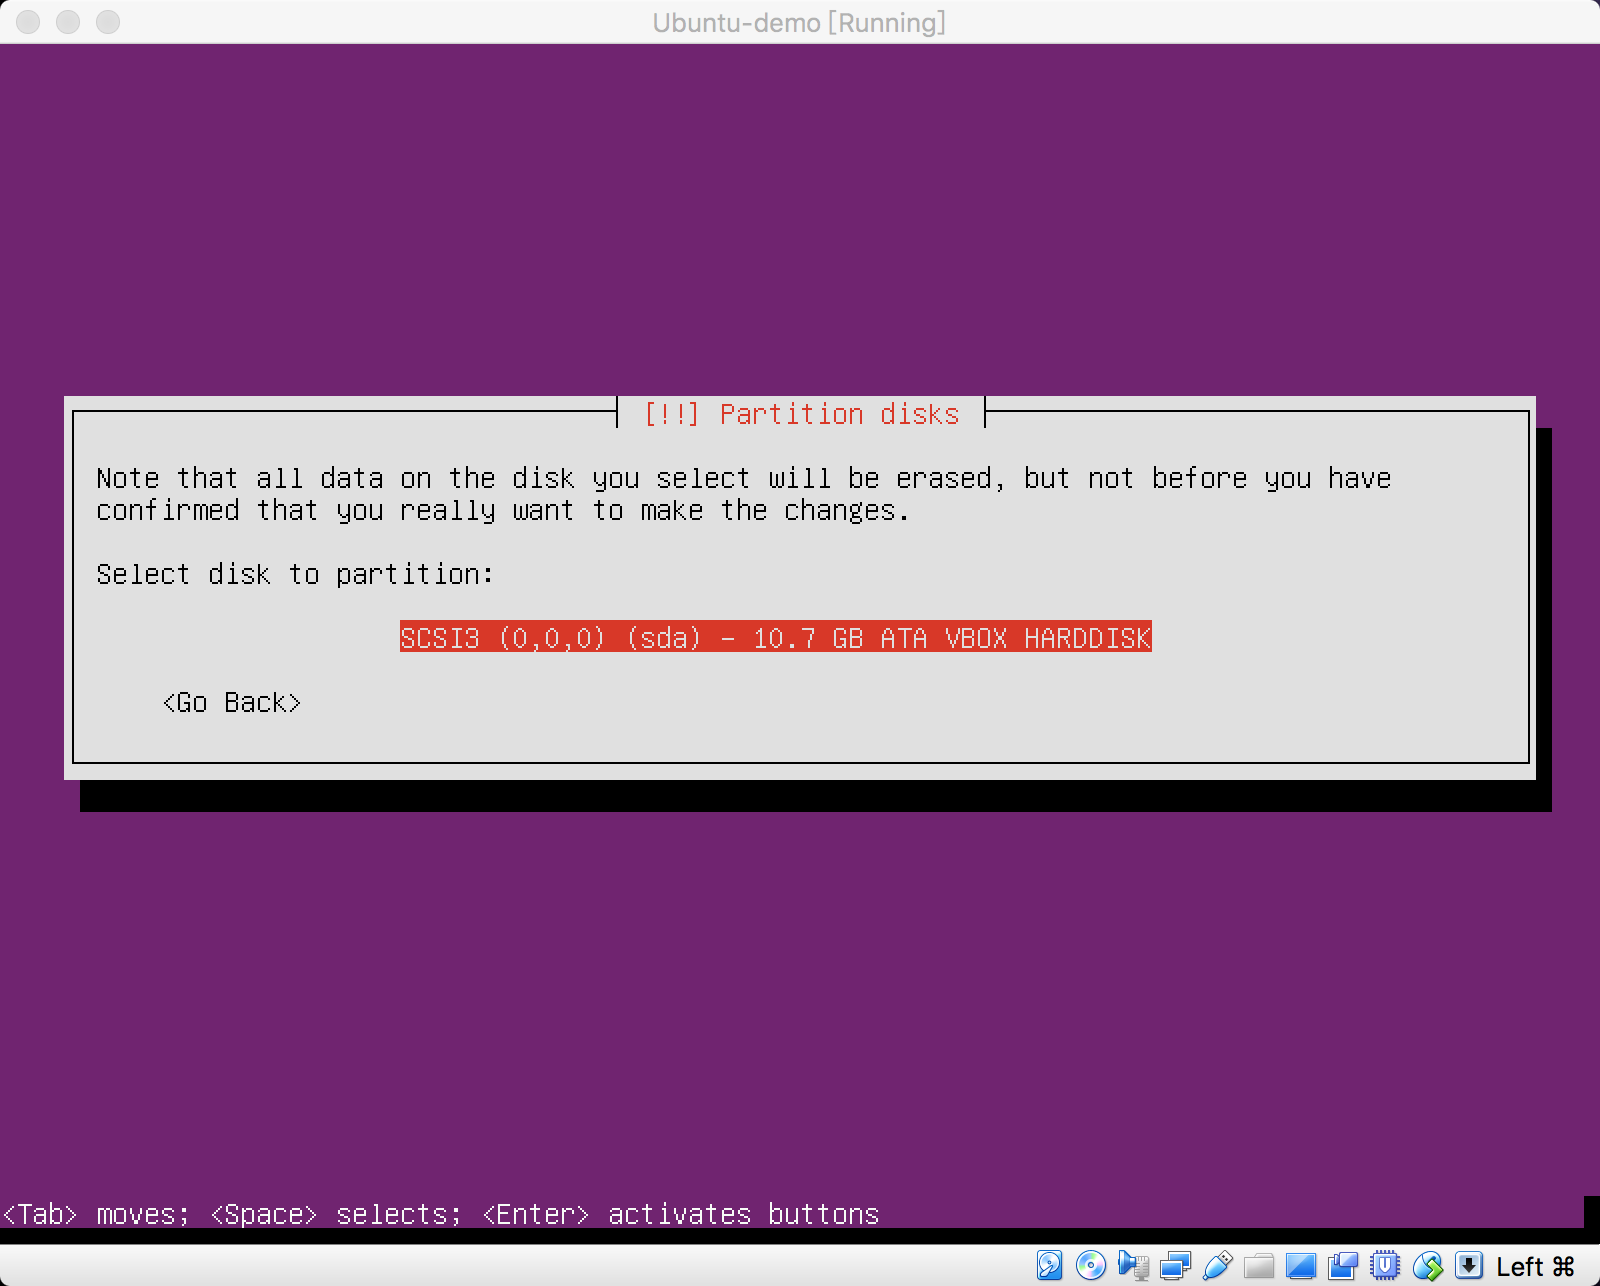 Ubuntu-demo [Running]
[!!] Partition disks
Note that all data on the disk you select will be erased, but not before you have
confirmed that you really want to make the changes.
Select disk to partition:
SCSI3 (0,0,0) (sda) - 10.7 GB ATA VBOX HARDDISK
<Go Back>
<Tab> moves; <Space> selects; <Enter> activates buttons
Left ⌘